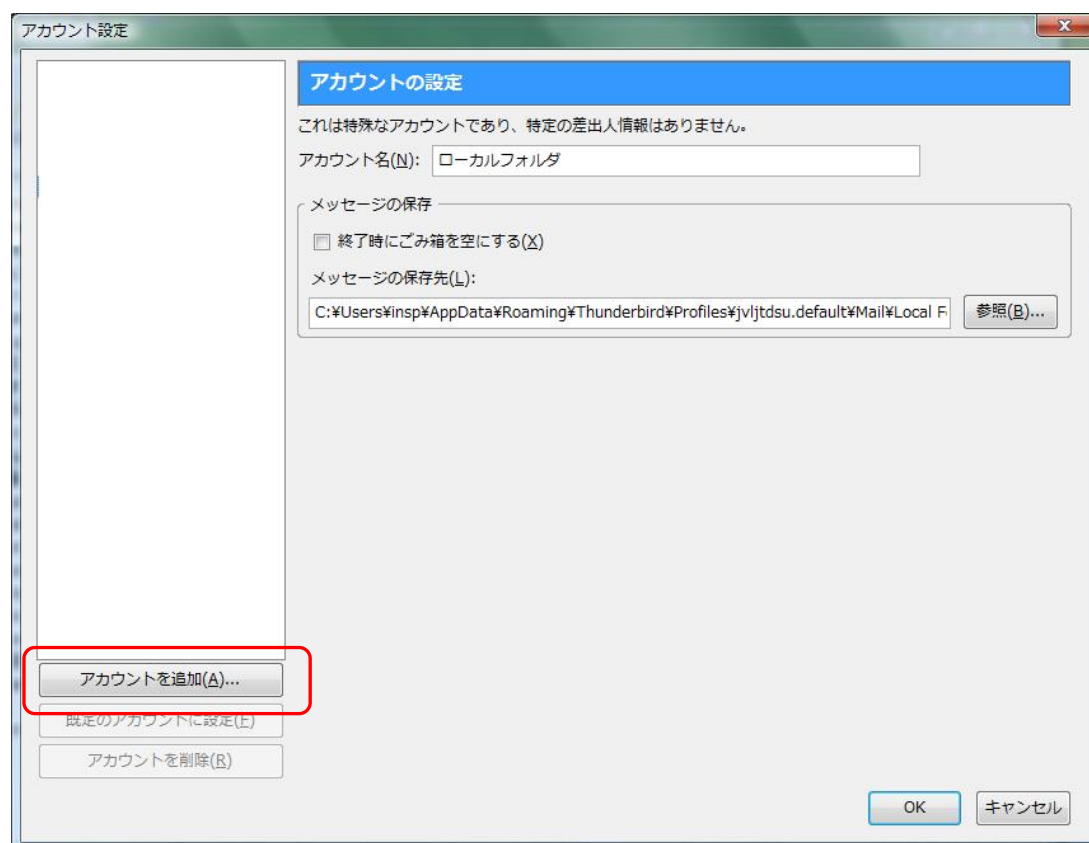 アカウント設定
アカウントの設定
これは特殊なアカウントであり、特定の差出人情報はありません。
アカウント名(N): ローカルフォルダ
メッセージの保存
終了時にごみ箱を空にする(X)
メッセージの保存先(L):
C:¥Users¥insp¥AppData¥Roaming¥Thunderbird¥Profiles¥jvljtdsu.default¥Mail¥Local F 参照(B)...
アカウントを追加(A)...
既定のアカウントに設定(F)
アカウントを削除(R)
OK キャンセル